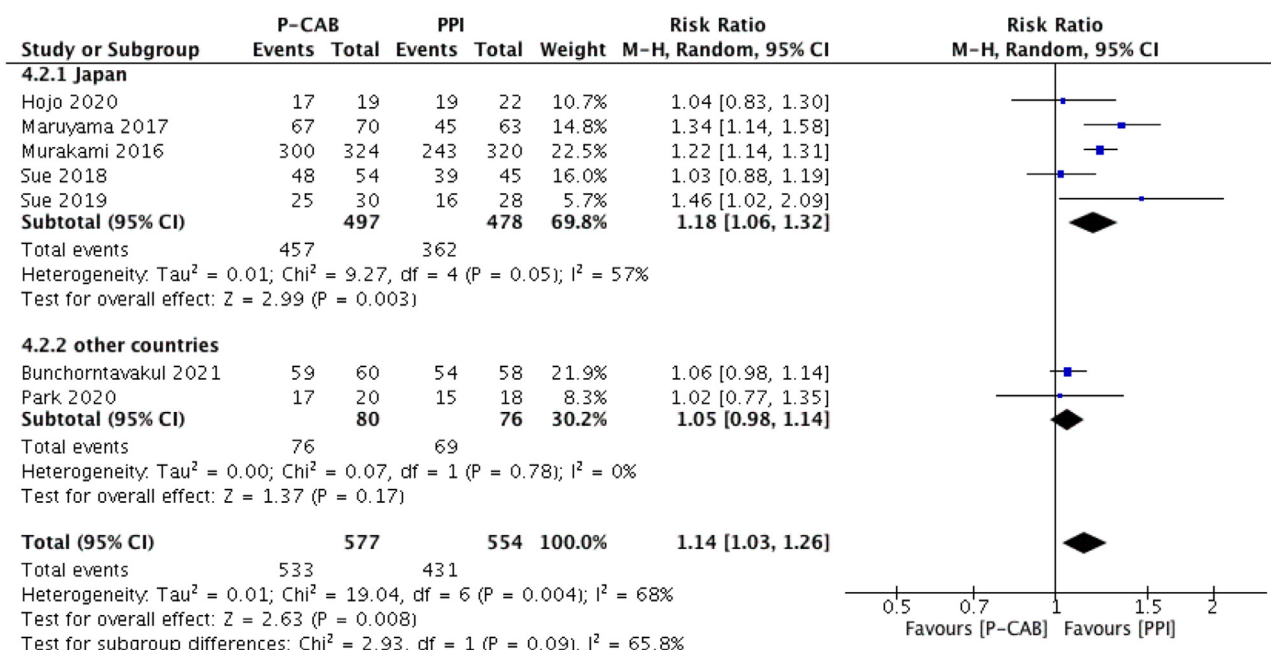 P-CAB PPI Risk Ratio Risk Ratio
Study or Subgroup Events Total Events Total Weight M-H, Random, 95% CI M-H, Random, 95% CI
4.2.1 Japan
Hojo 2020 17 19 19 22 10.7% 1.04 [0.83, 1.30]
Maruyama 2017 67 70 45 63 14.8% 1.34 [1.14, 1.58]
Murakami 2016 300 324 243 320 22.5% 1.22 [1.14, 1.31]
Sue 2018 48 54 39 45 16.0% 1.03 [0.88, 1.19]
Sue 2019 25 30 16 28 5.7% 1.46 [1.02, 2.09]
Subtotal (95% CI) 497 478 69.8% 1.18 [1.06, 1.32]
Total events 457 362
Heterogeneity: Tau² = 0.01; Chi² = 9.27, df = 4 (P = 0.05); I² = 57%
Test for overall effect: Z = 2.99 (P = 0.003)
4.2.2 other countries
Bunchorntavakul 2021 59 60 54 58 21.9% 1.06 [0.98, 1.14]
Park 2020 17 20 15 18 8.3% 1.02 [0.77, 1.35]
Subtotal (95% CI) 80 76 30.2% 1.05 [0.98, 1.14]
Total events 76 69
Heterogeneity: Tau² = 0.00; Chi² = 0.07, df = 1 (P = 0.78); I² = 0%
Test for overall effect: Z = 1.37 (P = 0.17)
Total (95% CI) 577 554 100.0% 1.14 [1.03, 1.26]
Total events 533 431
Heterogeneity: Tau² = 0.01; Chi² = 19.04, df = 6 (P = 0.004); I² = 68%
Test for overall effect: Z = 2.63 (P = 0.008)
Test for subgroup differences: Chi² = 2.93, df = 1 (P = 0.09), I² = 65.8%
0.5 0.7 1 1.5 2
Favours [P-CAB] Favours [PPI]